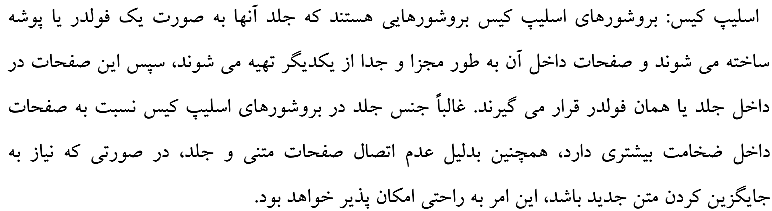 اسلیپ کیس: بروشورهای اسلیپ کیس بروشورهایی هستند که جلد آنها به صورت یک فولدر یا پوشه
ساخته می شوند و صفحات داخل آن به طور مجزا و جدا از یکدیگر تهیه می شوند، سپس این صفحات در
داخل جلد یا همان فولدر قرار می گیرند. غالباً جنس جلد در بروشورهای اسلیپ کیس نسبت به صفحات
داخل ضخامت بیشتری دارد، همچنین بدلیل عدم اتصال صفحات متنی و جلد، در صورتی که نیاز به
جایگزین کردن متن جدید باشد، این امر به راحتی امکان پذیر خواهد بود.